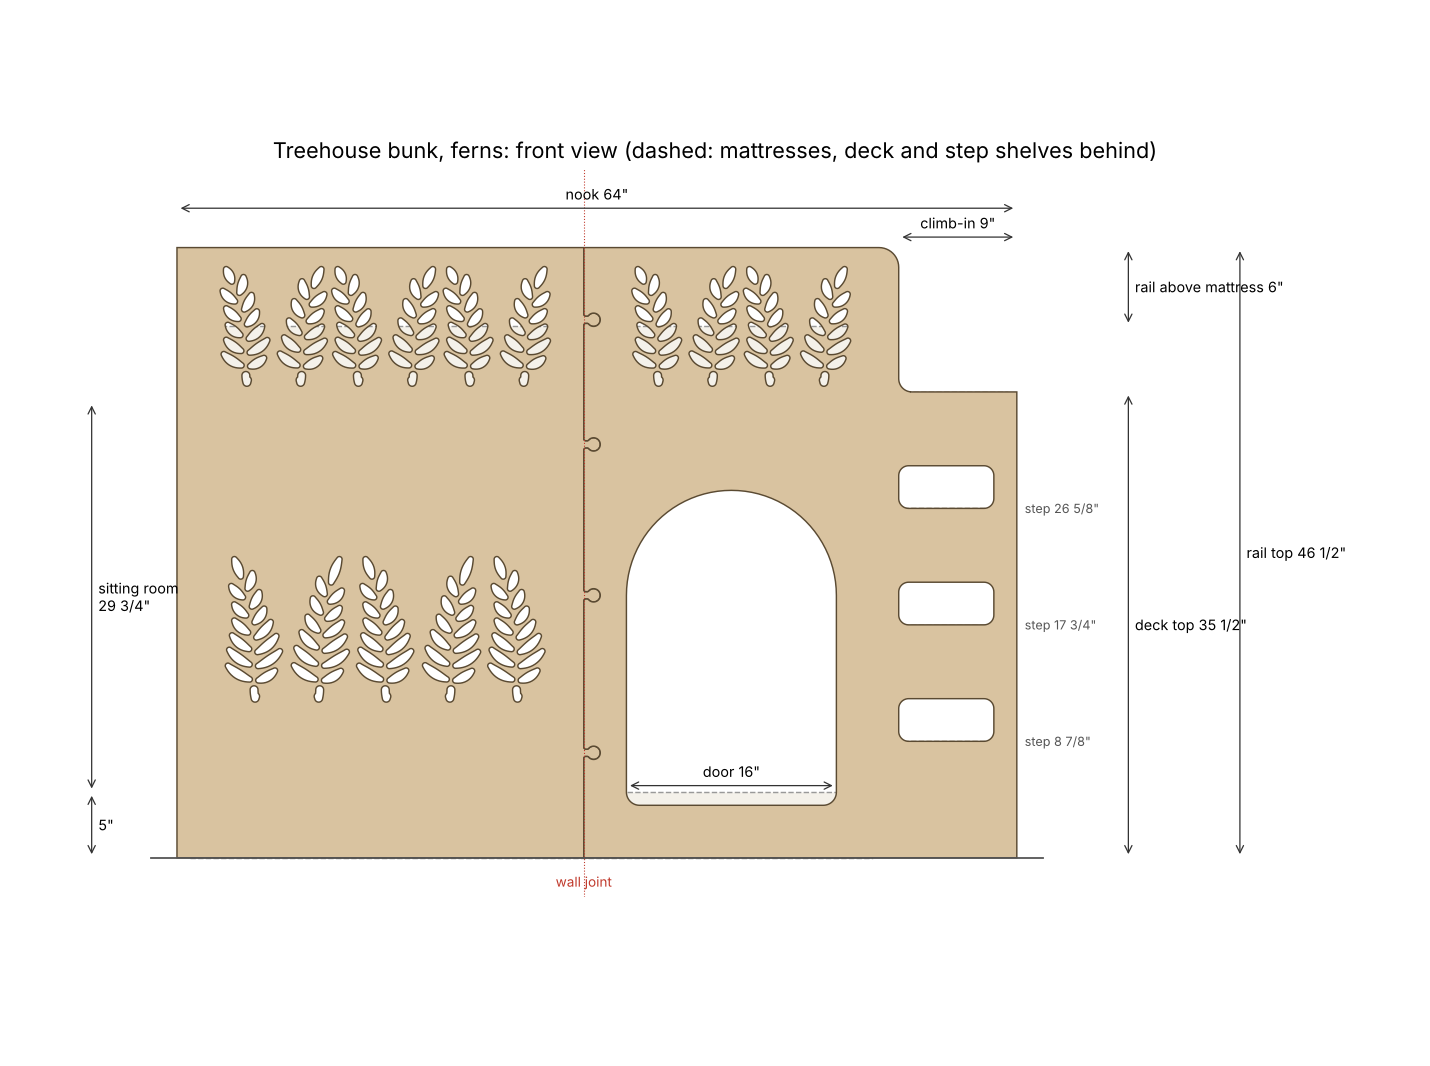 Treehouse bunk, ferns: front view (dashed: mattresses, deck and step shelves behind)
nook 64"
climb-in 9"
rail above mattress 6"
step 26 5/8"
rail top 46 1/2"
sitting room
29 3/4"
step 17 3/4"
deck top 35 1/2"
step 8 7/8"
door 16"
5"
wall joint